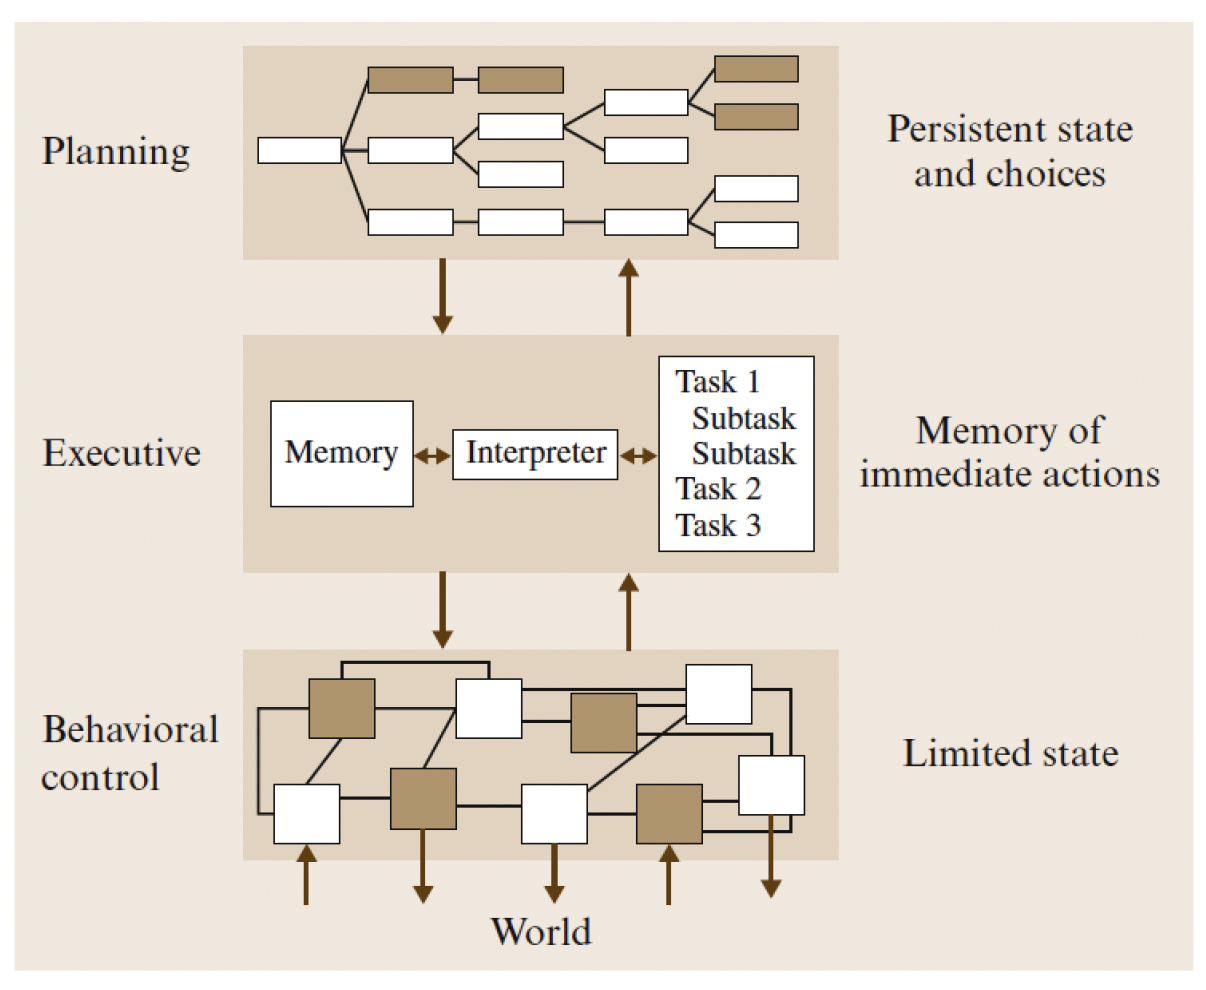 Planning
Persistent state
and choices
Executive
Memory
Interpreter
Task 1
Subtask
Subtask
Task 2
Task 3
Memory of
immediate actions
Behavioral
control
Limited state
World